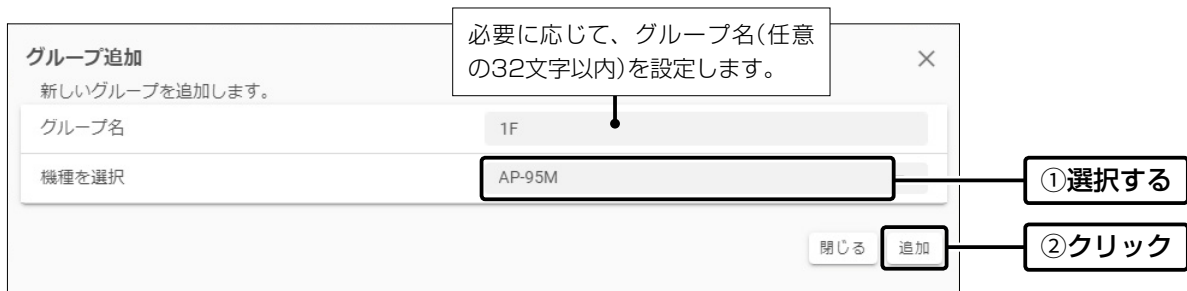 必要に応じて、グループ名(任意
の32文字以内)を設定します。
グループ追加
新しいグループを追加します。
グループ名
1F
機種を選択
AP-95M
①選択する
閉じる
追加
②クリック